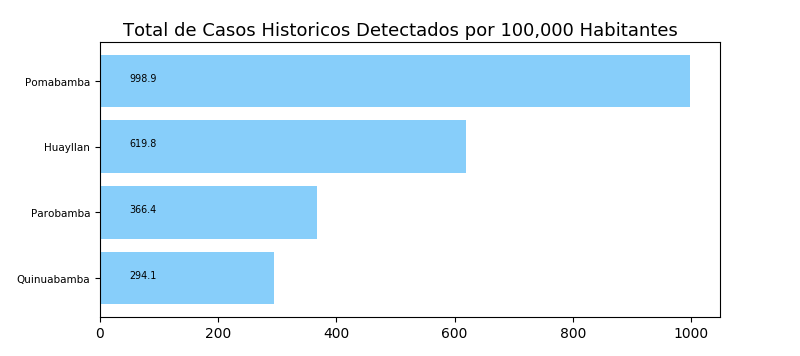 Total de Casos Historicos Detectados por 100,000 Habitantes
Pomabamba 998.9
Huayllan 619.8
Parobamba 366.4
Quinuabamba 294.1
0 200 400 600 800 1000